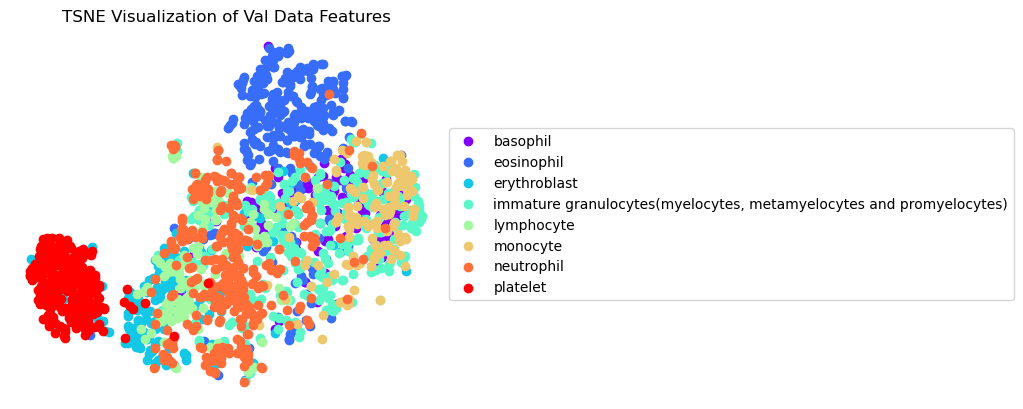 TSNE Visualization of Val Data Features
basophil
eosinophil
erythroblast
immature granulocytes(myelocytes, metamyelocytes and promyelocytes)
lymphocyte
monocyte
neutrophil
platelet